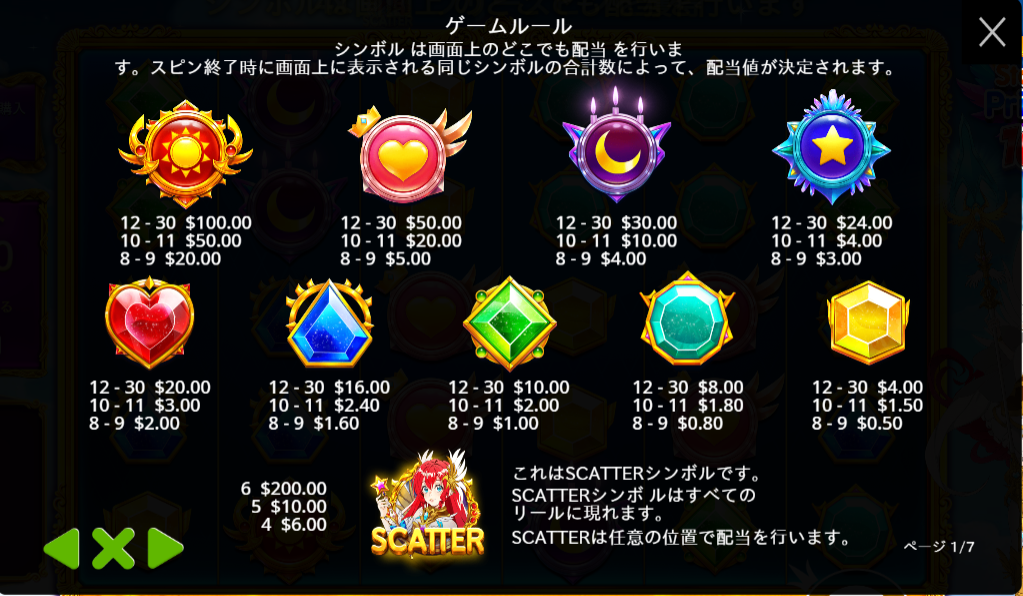 ゲームルール
シンボル は画面上のどこでも配当 を行いま
す。スピン終了時に画面上に表示される同じシンボルの合計数によって、配当値が決定されます。
12 - 30 $100.00
10 - 11 $50.00
8 - 9 $20.00
12 - 30 $50.00
10 - 11 $20.00
8 - 9 $5.00
12 - 30 $30.00
10 - 11 $10.00
8 - 9 $4.00
12 - 30 $24.00
10 - 11 $4.00
8 - 9 $3.00
12 - 30 $20.00
10 - 11 $3.00
8 - 9 $2.00
12 - 30 $16.00
10 - 11 $2.40
8 - 9 $1.60
12 - 30 $10.00
10 - 11 $2.00
8 - 9 $1.00
12 - 30 $8.00
10 - 11 $1.80
8 - 9 $0.80
12 - 30 $4.00
10 - 11 $1.50
8 - 9 $0.50
6 $200.00
5 $10.00
4 $6.00
SCATTER
これはSCATTERシンボルです。
SCATTERシンボ ルはすべての
リールに現れます。
SCATTERは任意の位置で配当を行います。
ページ 1/7